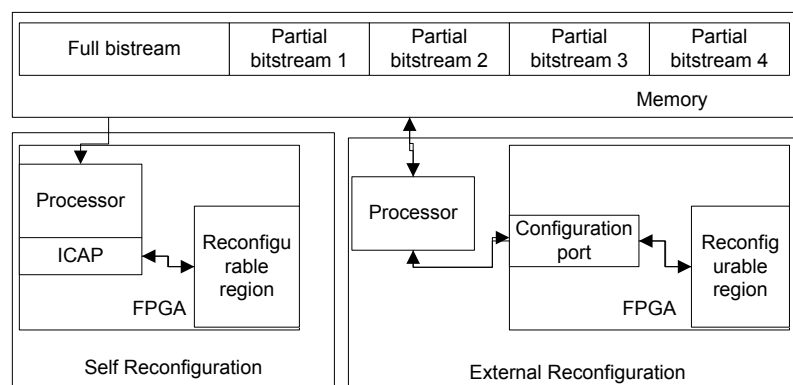 Full bistream
Partial
bitstream 1
Partial
bitstream 2
Partial
bitstream 3
Partial
bitstream 4
Memory
Processor
ICAP
Reconfigu
rable
region
FPGA
Self Reconfiguration
Processor
Configuration
port
Reconfig
urable
region
FPGA
External Reconfiguration